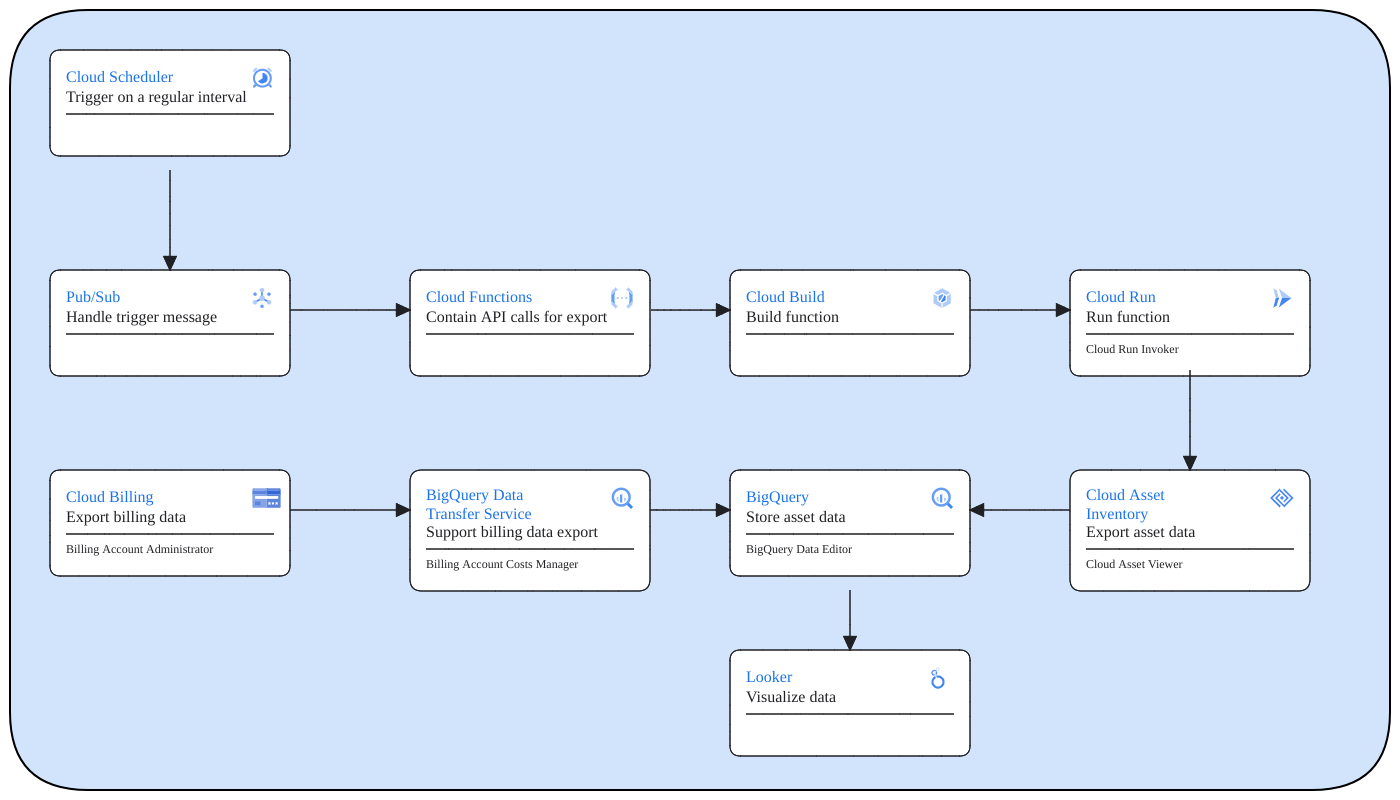 Cloud Scheduler
Trigger on a regular interval
Pub/Sub
Handle trigger message
Cloud Functions
Contain API calls for export
Cloud Build
Build function
Cloud Run
Run function
Cloud Run Invoker
Cloud Billing
Export billing data
Billing Account Administrator
BigQuery Data
Transfer Service
Support billing data export
Billing Account Costs Manager
BigQuery
Store asset data
BigQuery Data Editor
Cloud Asset
Inventory
Export asset data
Cloud Asset Viewer
Looker
Visualize data